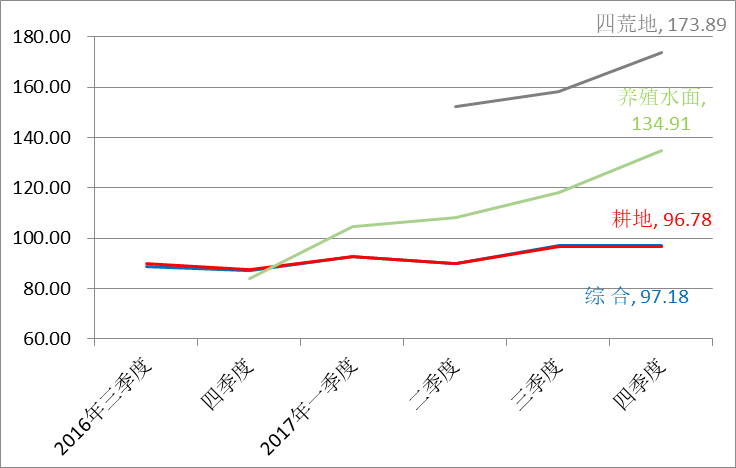 四荒地, 173.89
180.00
160.00
养殖水面,
134.91
140.00
120.00
耕地, 96.78
100.00
综 合, 97.18
80.00
60.00
2016年三季度
四季度
2017年一季度
二季度
三季度
四季度